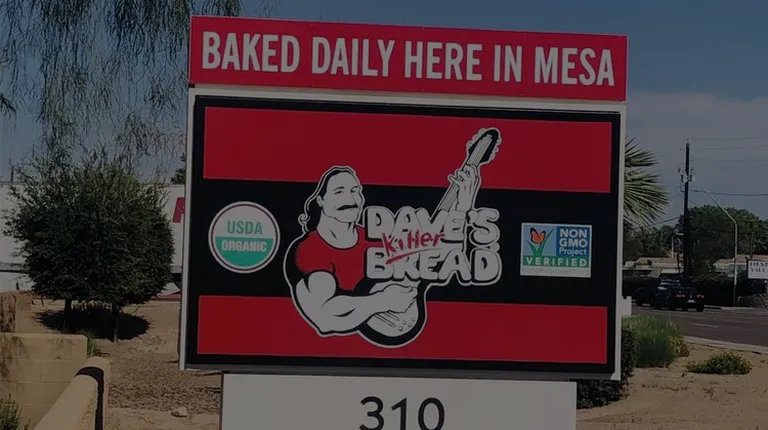 BAKED DAILY HERE IN MESA
USDA
ORGANIC
DAVE'S
Killer
BREAD
NON
GMO
Project
VERIFIED
310